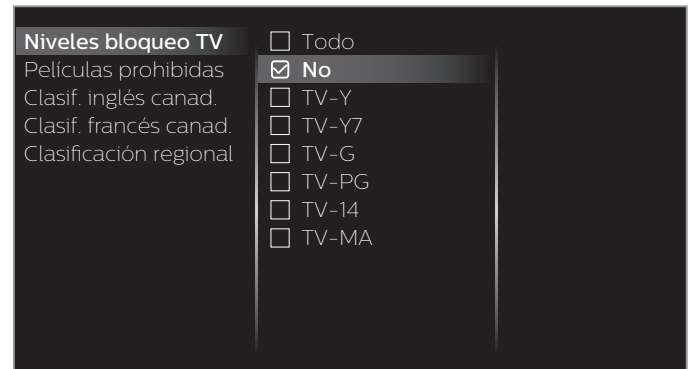 Niveles bloqueo TV
Películas prohibidas
Clasif. inglés canad.
Clasif. francés canad.
Clasificación regional
Todo
No
TV-Y
TV-Y7
TV-G
TV-PG
TV-14
TV-MA